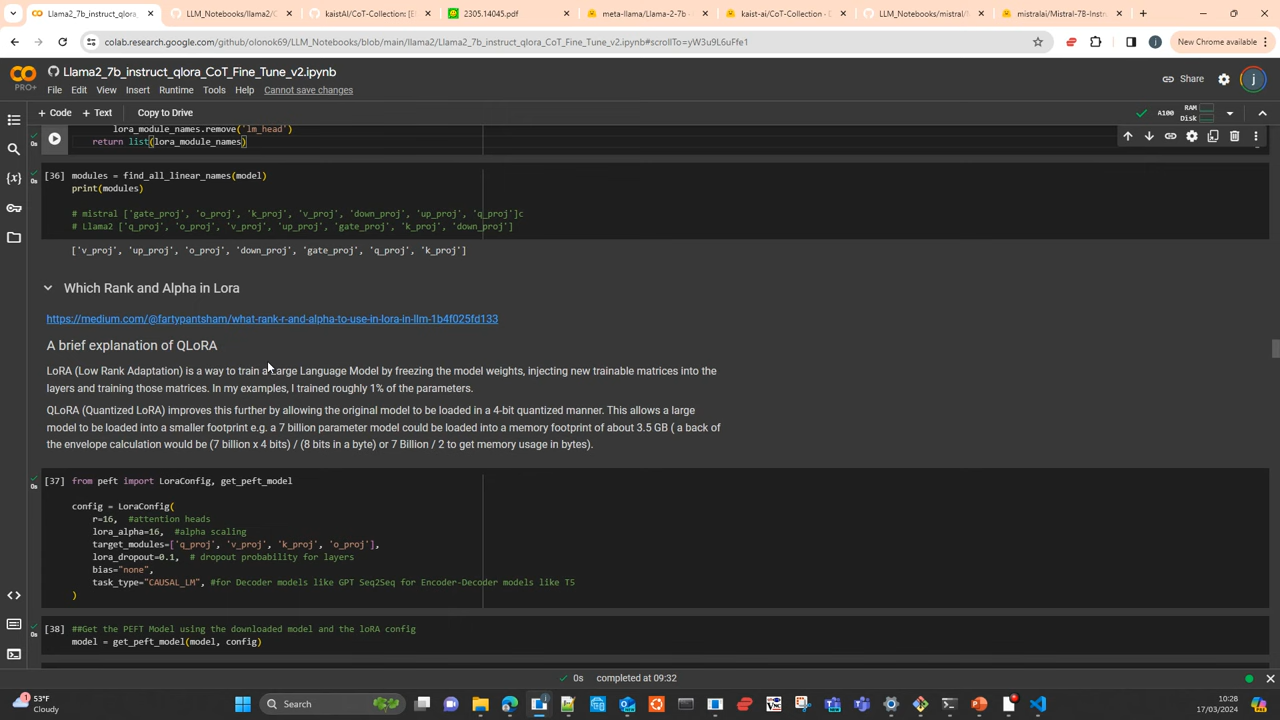 Llama2_7b_instruct_qlora_CoT_F
LLM_Notebooks/llama2/
kaistAI/CoT-Collection: [E
2305.14045.pdf
meta-llama/Llama-2-7b -
kaist-ai/CoT-Collection -
LLM_Notebooks/mistral/
mistralai/Mistral-7B-Instr
colab.research.google.com/github/olonok69/LLM_Notebooks/blob/main/llama2/Llama2_7b_instruct_qlora_CoT_Fine_Tune_v2.ipynb#scrollTo=yW3u9L6uFfe1
j
New Chrome available
CO
PRO+
Llama2_7b_instruct_qlora_CoT_Fine_Tune_v2.ipynb
Share
j
File Edit View Insert Runtime Tools Help Cannot save changes
+ Code + Text Copy to Drive
A100
RAM
Disk
lora_module_names.remove('lm_head')
0s
return list(lora_module_names)
[36] modules = find_all_linear_names(model)
0s
print(modules)
# mistral ['gate_proj', 'o_proj', 'k_proj', 'v_proj', 'down_proj', 'up_proj', 'q_proj']c
# Llama2 ['q_proj', 'o_proj', 'v_proj', 'up_proj', 'gate_proj', 'k_proj', 'down_proj']
['v_proj', 'up_proj', 'o_proj', 'down_proj', 'gate_proj', 'q_proj', 'k_proj']
Which Rank and Alpha in Lora
https://medium.com/@fartypantsham/what-rank-r-and-alpha-to-use-in-lora-in-llm-1b4f025fd133
A brief explanation of QLoRA
LoRA (Low Rank Adaptation) is a way to train a Large Language Model by freezing the model weights, injecting new trainable matrices into the
layers and training those matrices. In my examples, I trained roughly 1% of the parameters.
QLoRA (Quantized LoRA) improves this further by allowing the original model to be loaded in a 4-bit quantized manner. This allows a large
model to be loaded into a smaller footprint e.g. a 7 billion parameter model could be loaded into a memory footprint of about 3.5 GB ( a back of
the envelope calculation would be (7 billion x 4 bits) / (8 bits in a byte) or 7 Billion / 2 to get memory usage in bytes).
[37] from peft import LoraConfig, get_peft_model
0s
config = LoraConfig(
r=16, #attention heads
lora_alpha=16, #alpha scaling
target_modules=['q_proj', 'v_proj', 'k_proj', 'o_proj'],
lora_dropout=0.1, # dropout probability for layers
bias="none",
task_type="CAUSAL_LM", #for Decoder models like GPT Seq2Seq for Encoder-Decoder models like T5
)
[38] ##Get the PEFT Model using the downloaded model and the loRA config
0s
model = get_peft_model(model, config)
0s completed at 09:32
53°F
Cloudy
Search
10:28
17/03/2024